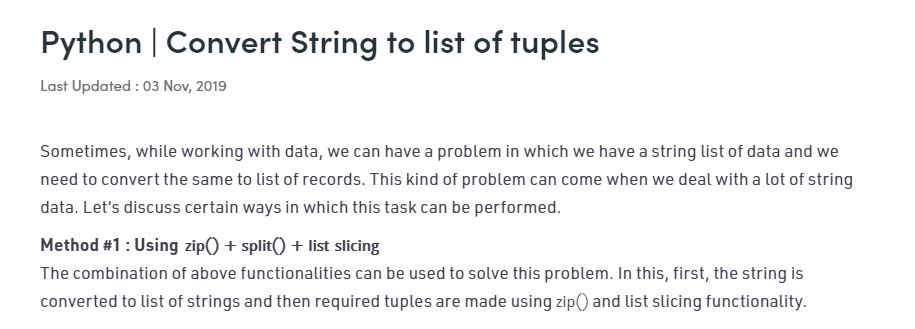 Python | Convert String to list of tuples
Last Updated : 03 Nov, 2019
Sometimes, while working with data, we can have a problem in which we have a string list of data and we
need to convert the same to list of records. This kind of problem can come when we deal with a lot of string
data. Let’s discuss certain ways in which this task can be performed.
Method #1 : Using zip() + split() + list slicing
The combination of above functionalities can be used to solve this problem. In this, first, the string is
converted to list of strings and then required tuples are made using zip() and list slicing functionality.